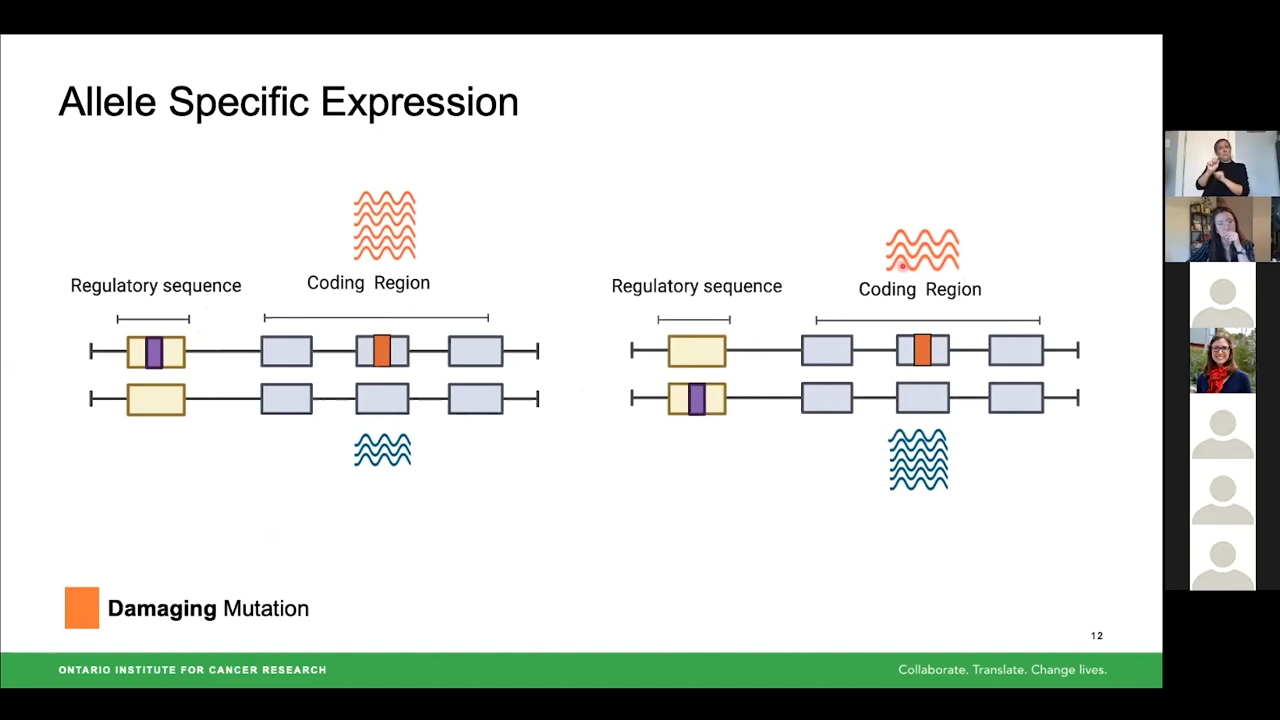 Allele Specific Expression
Regulatory sequence
Coding Region
Regulatory sequence
Coding Region
Damaging Mutation
12
ONTARIO INSTITUTE FOR CANCER RESEARCH
Collaborate. Translate. Change lives.